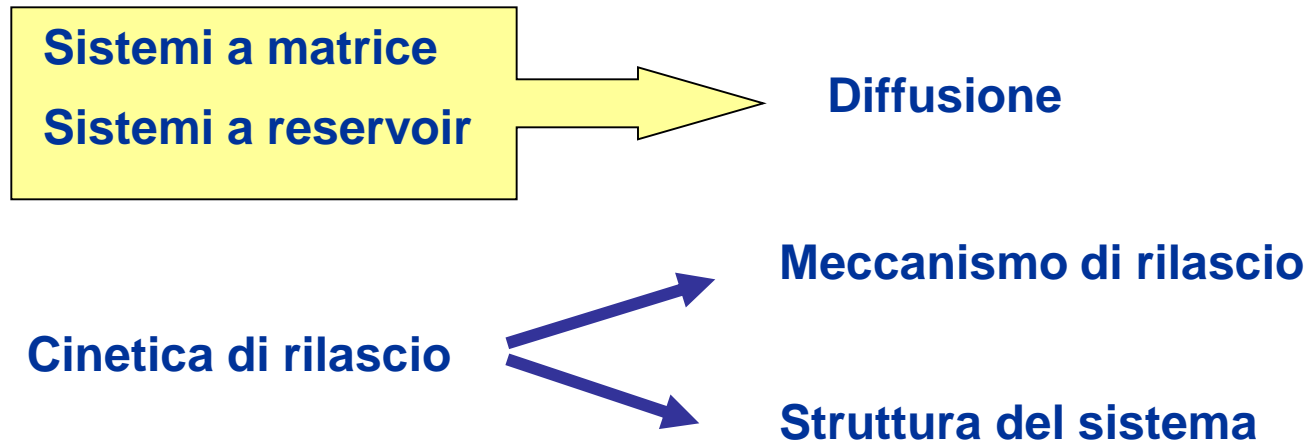 Sistemi a matrice
Sistemi a reservoir
Diffusione
Meccanismo di rilascio
Cinetica di rilascio
Struttura del sistema